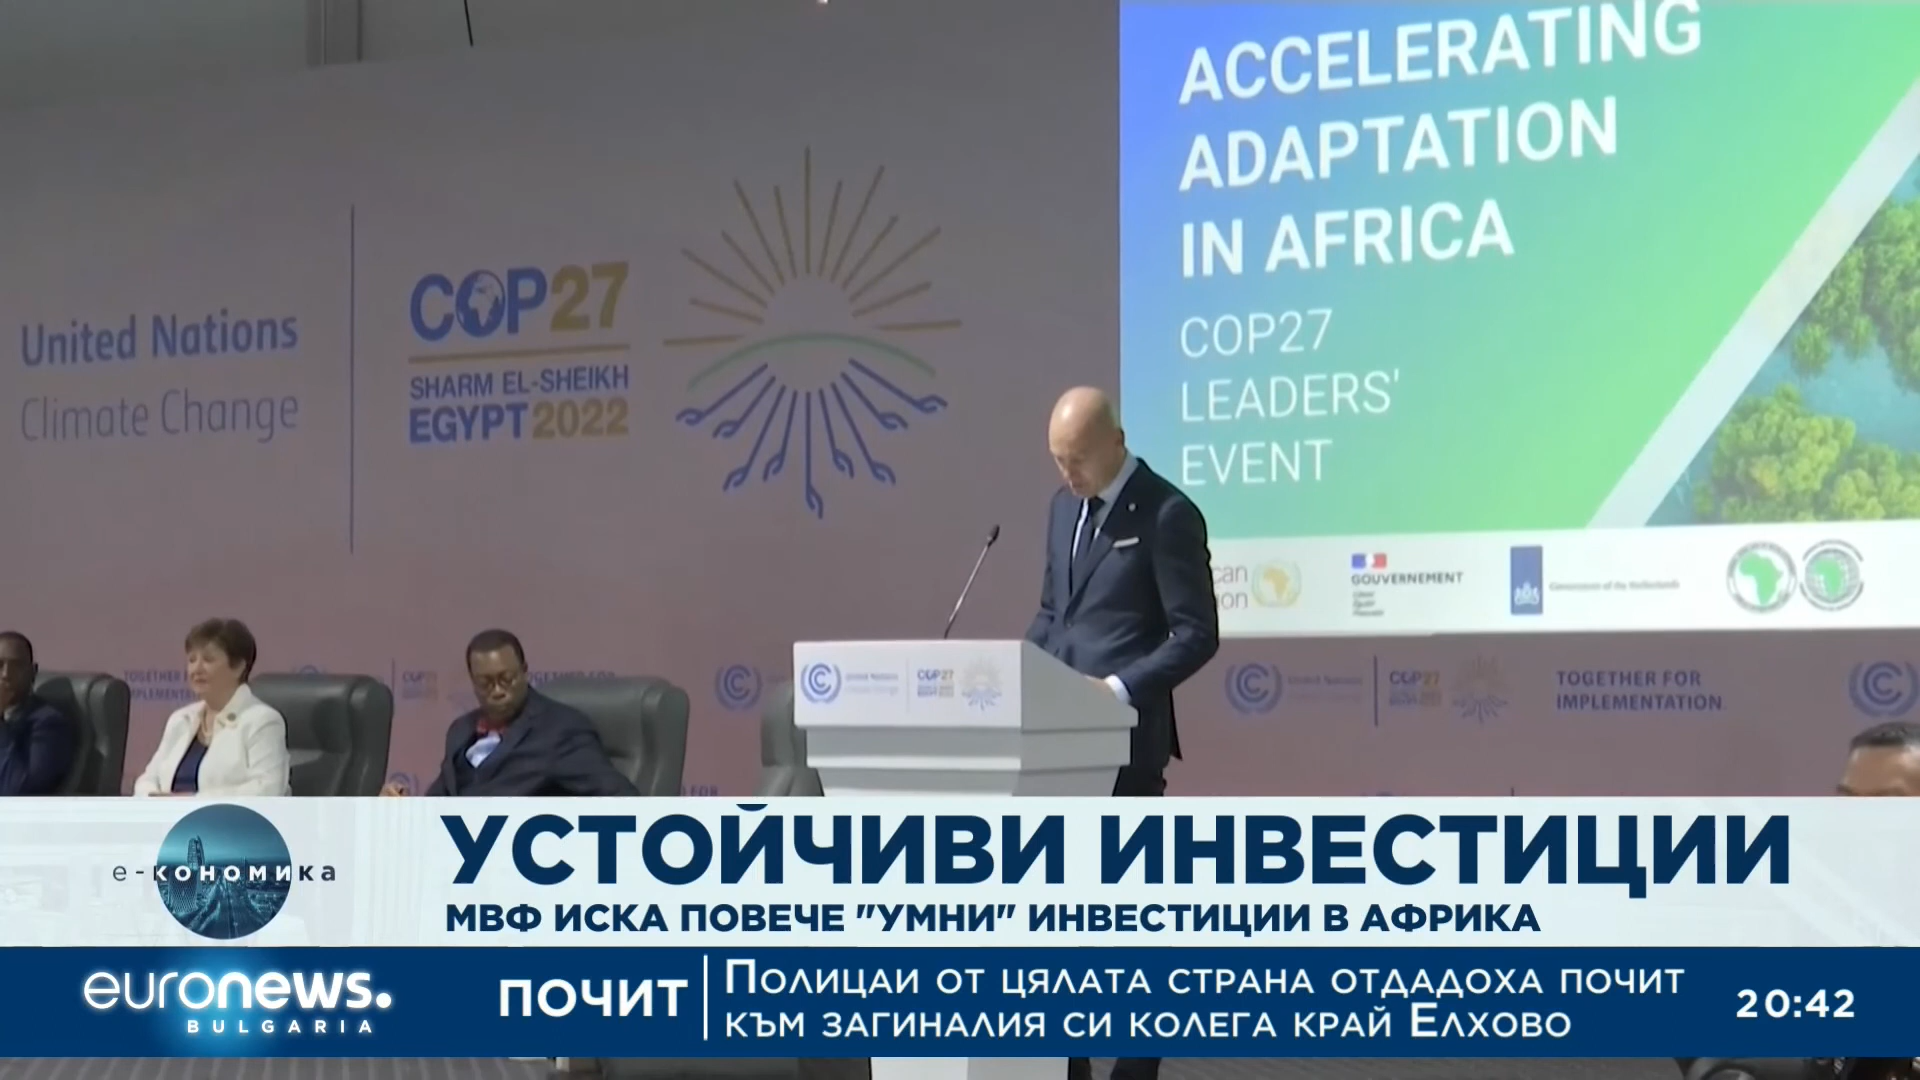 ACCELERATING
ADAPTATION
IN AFRICA
COP27
LEADERS'
EVENT
United Nations
Climate Change
COP27
SHARM EL-SHEIKH
EGYPT 2022
GOUVERNEMENT
COP27
TOGETHER FOR
IMPLEMENTATION
е-кономика
УСТОЙЧИВИ ИНВЕСТИЦИИ
МВФ ИСКА ПОВЕЧЕ "УМНИ" ИНВЕСТИЦИИ В АФРИКА
euronews.
BULGARIA
ПОЧИТ
Полицаи от цялата страна отдадоха почит
към загиналия си колега край Елхово
20:42